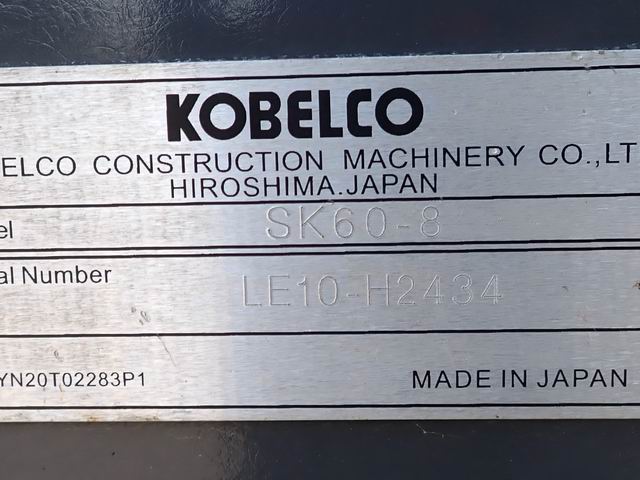 KOBELCO
ELCO CONSTRUCTION MACHINERY CO.,LT
HIROSHIMA.JAPAN
el SK60-8
al Number LE10-H2434
YN20T02283P1 MADE IN JAPAN